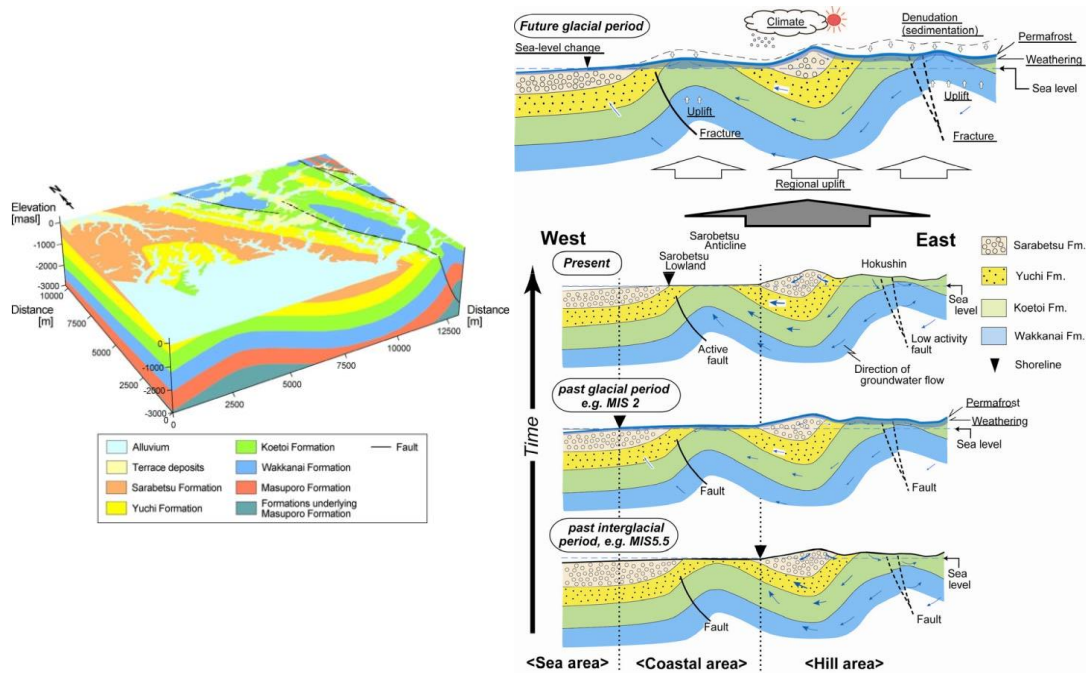 N
Elevation
[masl]
0
-1000
-2000
-3000
10000
Distance
[m]
7500
5000
2500
0
0
-1000
-2000
-3000
0
2500
5000
7500
10000
12500
Distance
[m]
Alluvium
Terrace deposits
Sarabetsu Formation
Yuchi Formation
Koetoi Formation
Wakkanai Formation
Masuporo Formation
Formations underlying
Masuporo Formation
Fault
Future glacial period
Climate
Denudation
(sedimentation)
Sea-level change
Permafrost
Weathering
Sea level
Uplift
Fracture
Uplift
Fracture
Regional uplift
West
East
Sarobetsu
Anticline
Present
Sarobetsu
Lowland
Hokushin
Sea
level
Active
fault
Low activity
fault
Direction of
groundwater flow
Sarabetsu Fm.
Yuchi Fm.
Koetoi Fm.
Wakkanai Fm.
Shoreline
past glacial period
e.g. MIS 2
Permafrost
Weathering
Sea level
Fault
Fault
past interglacial
period, e.g. MIS5.5
Sea
level
Fault
Fault
Time
<Sea area>
<Coastal area>
<Hill area>